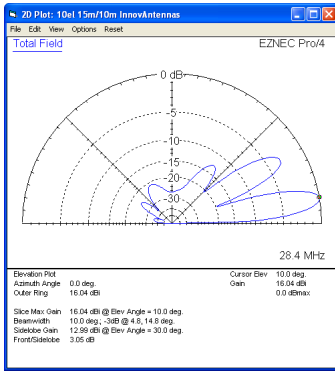 2D Plot: 10el 15m/10m InnovAntennas
File Edit View Options Reset
Total Field
EZNEC Pro/4
0 dB
-5
-10
-15
-20
-30
28.4 MHz
Elevation Plot
Azimuth Angle 0.0 deg.
Outer Ring 16.04 dBi
Cursor Elev 10.0 deg.
Gain 16.04 dBi
0.0 dBmax
Slice Max Gain 16.04 dBi @ Elev Angle = 10.0 deg.
Beamwidth 10.0 deg.; -3dB @ 4.8, 14.8 deg.
Sidelobe Gain 12.99 dBi @ Elev Angle = 30.0 deg.
Front/Sidelobe 3.05 dB